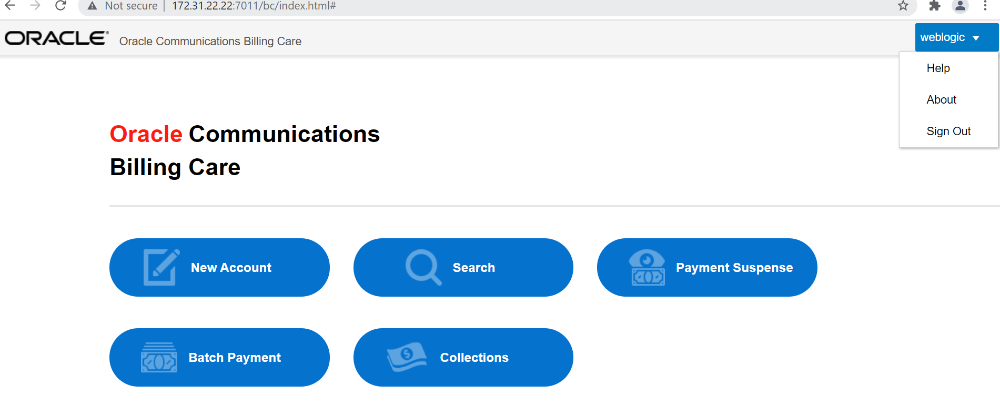 Not secure | 172.31.22.22:7011/bc/index.html#
ORACLE® Oracle Communications Billing Care
weblogic
Help
About
Sign Out
Oracle Communications
Billing Care
New Account
Search
Payment Suspense
Batch Payment
Collections